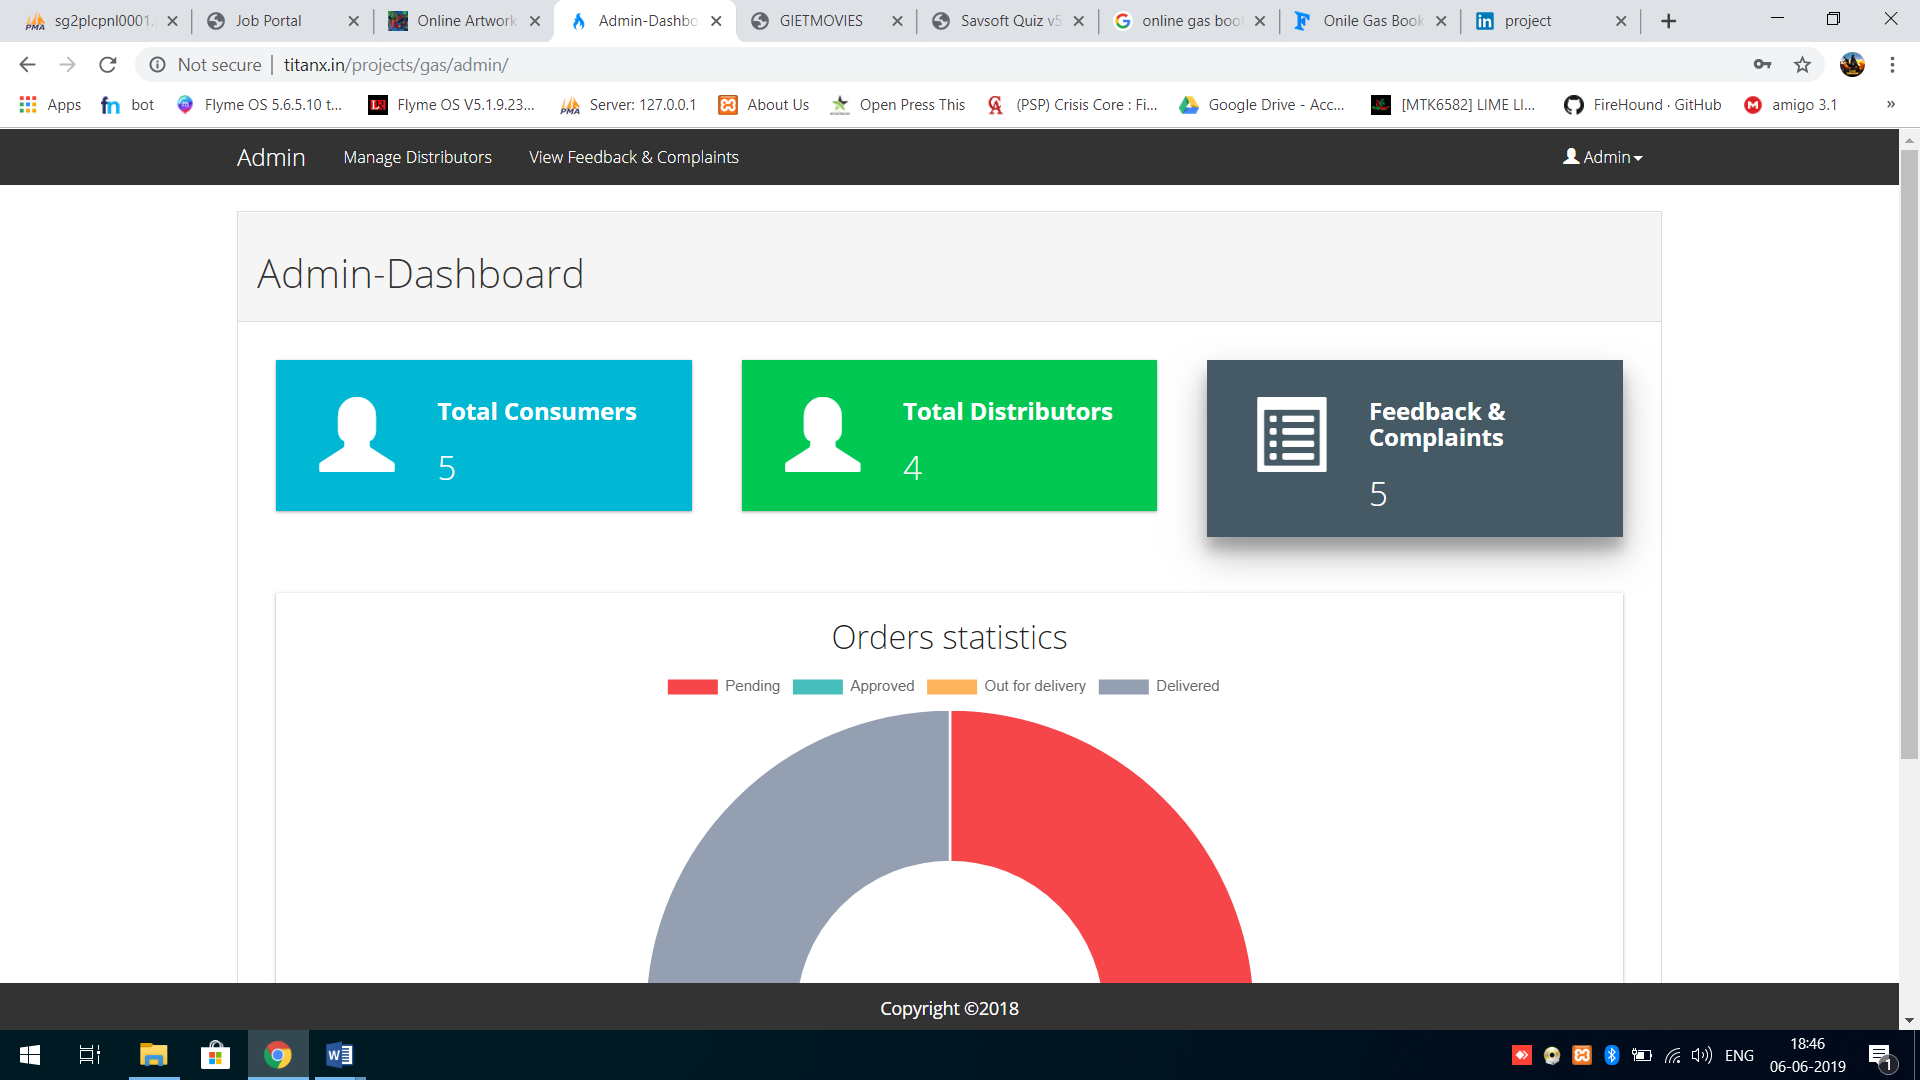 sg2plcpnl0001.
Job Portal
Online Artwork
Admin-Dashbo
GIETMOVIES
Savsoft Quiz v5
online gas boo
Onile Gas Book
project
Not secure | titanx.in/projects/gas/admin/
Apps
bot
Flyme OS 5.6.5.10 t...
Flyme OS V5.1.9.23...
Server: 127.0.0.1
About Us
Open Press This
(PSP) Crisis Core : Fi...
Google Drive - Acc...
[MTK6582] LIME LI...
FireHound · GitHub
amigo 3.1
»
Admin
Manage Distributors
View Feedback & Complaints
Admin
Admin-Dashboard
Total Consumers
5
Total Distributors
4
Feedback &
Complaints
5
Orders statistics
Pending
Approved
Out for delivery
Delivered
Copyright ©2018
ENG
18:46
06-06-2019
1